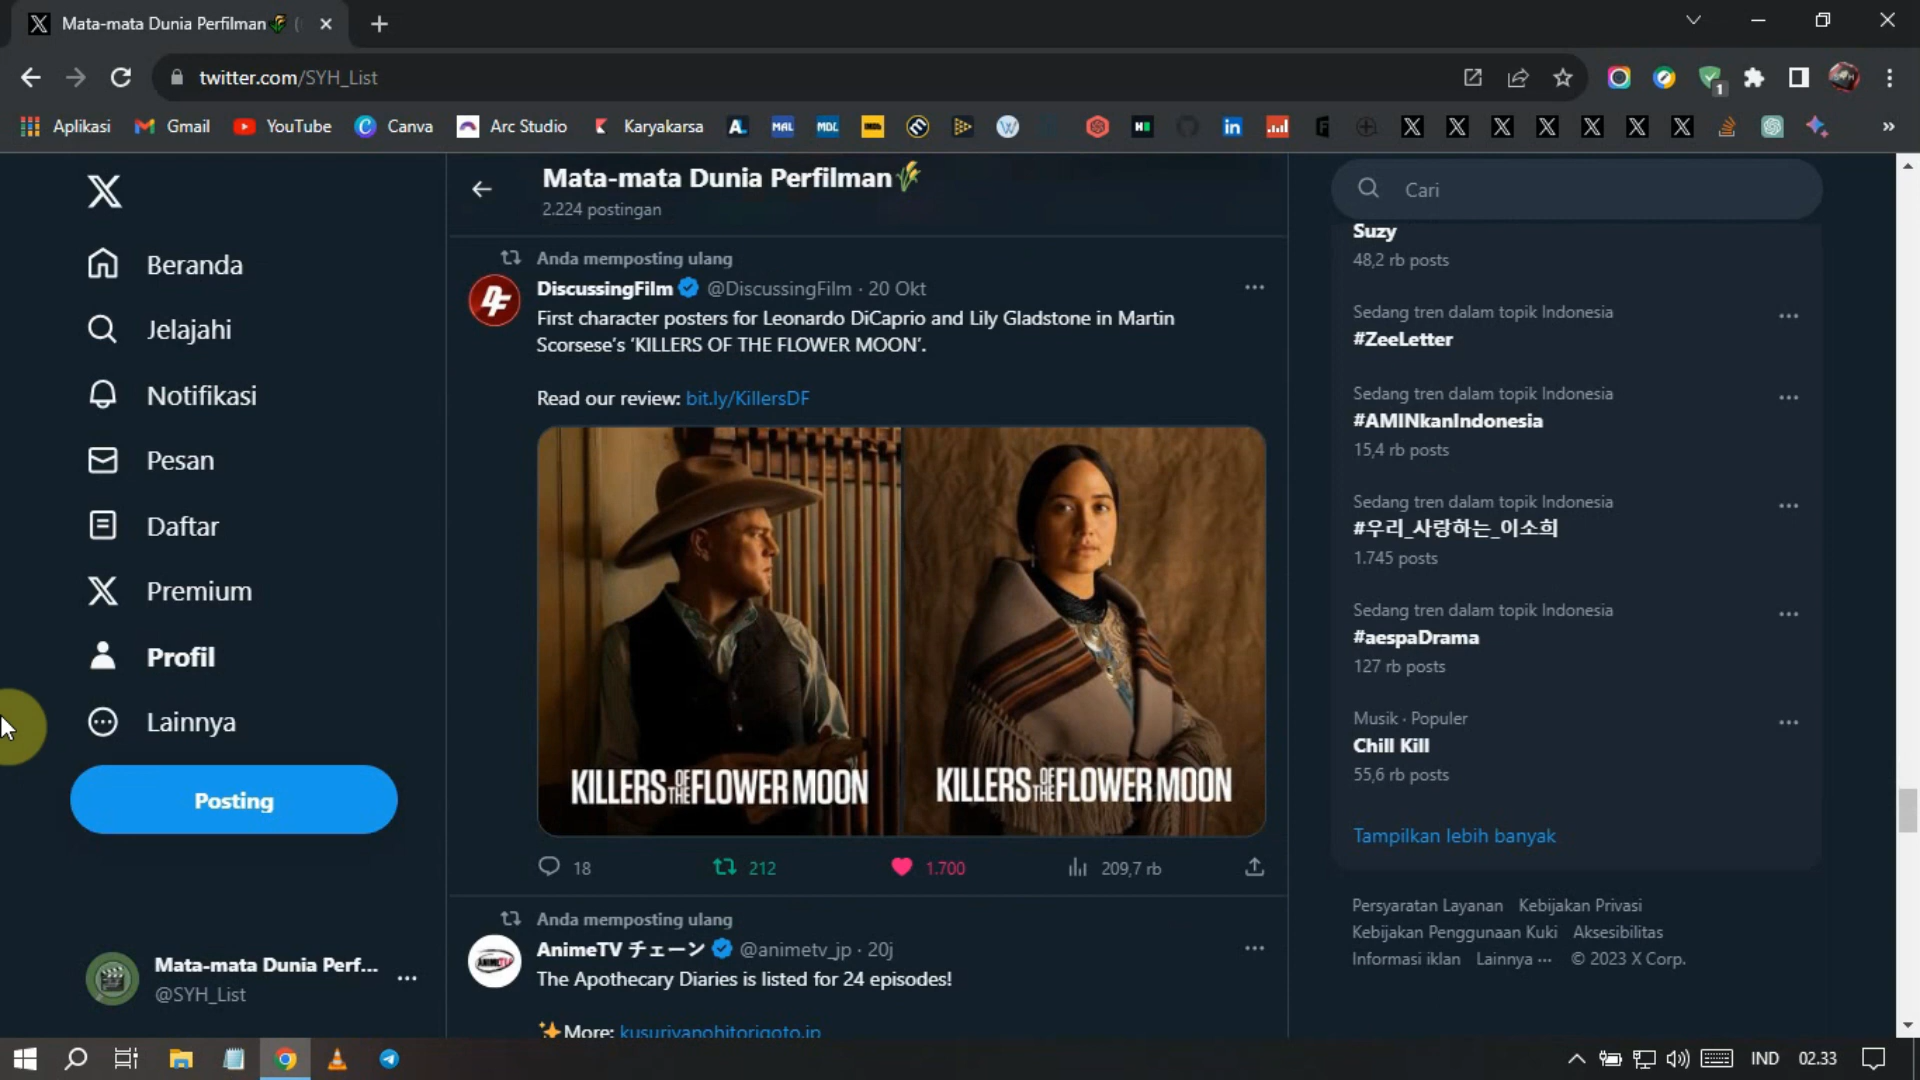 Mata-mata Dunia Perfilman🌾 (
twitter.com/SYH_List
1
Aplikasi
Gmail
YouTube
Canva
Arc Studio
Karyakarsa
MAL
MDL
»
Mata-mata Dunia Perfilman🌾
2.224 postingan
Beranda
Jelajahi
Notifikasi
Pesan
Daftar
Premium
Profil
Lainnya
Posting
Mata-mata Dunia Perf...
@SYH_List
Anda memposting ulang
DiscussingFilm @DiscussingFilm · 20 Okt
First character posters for Leonardo DiCaprio and Lily Gladstone in Martin
Scorsese's 'KILLERS OF THE FLOWER MOON'.
Read our review: bit.ly/KillersDF
KILLERS OF THE FLOWER MOON
KILLERS OF THE FLOWER MOON
18
212
1.700
209,7 rb
Anda memposting ulang
AnimeTV チェーン @animetv_jp · 20j
The Apothecary Diaries is listed for 24 episodes!
✨More: kusuriyanohitorigoto.jp
Cari
Suzy
48,2 rb posts
Sedang tren dalam topik Indonesia
#ZeeLetter
Sedang tren dalam topik Indonesia
#AMINkanIndonesia
15,4 rb posts
Sedang tren dalam topik Indonesia
#우리_사랑하는_이소희
1.745 posts
Sedang tren dalam topik Indonesia
#aespaDrama
127 rb posts
Musik · Populer
Chill Kill
55,6 rb posts
Tampilkan lebih banyak
Persyaratan Layanan Kebijakan Privasi
Kebijakan Penggunaan Kuki Aksesibilitas
Informasi iklan Lainnya ··· © 2023 X Corp.
IND
02.33